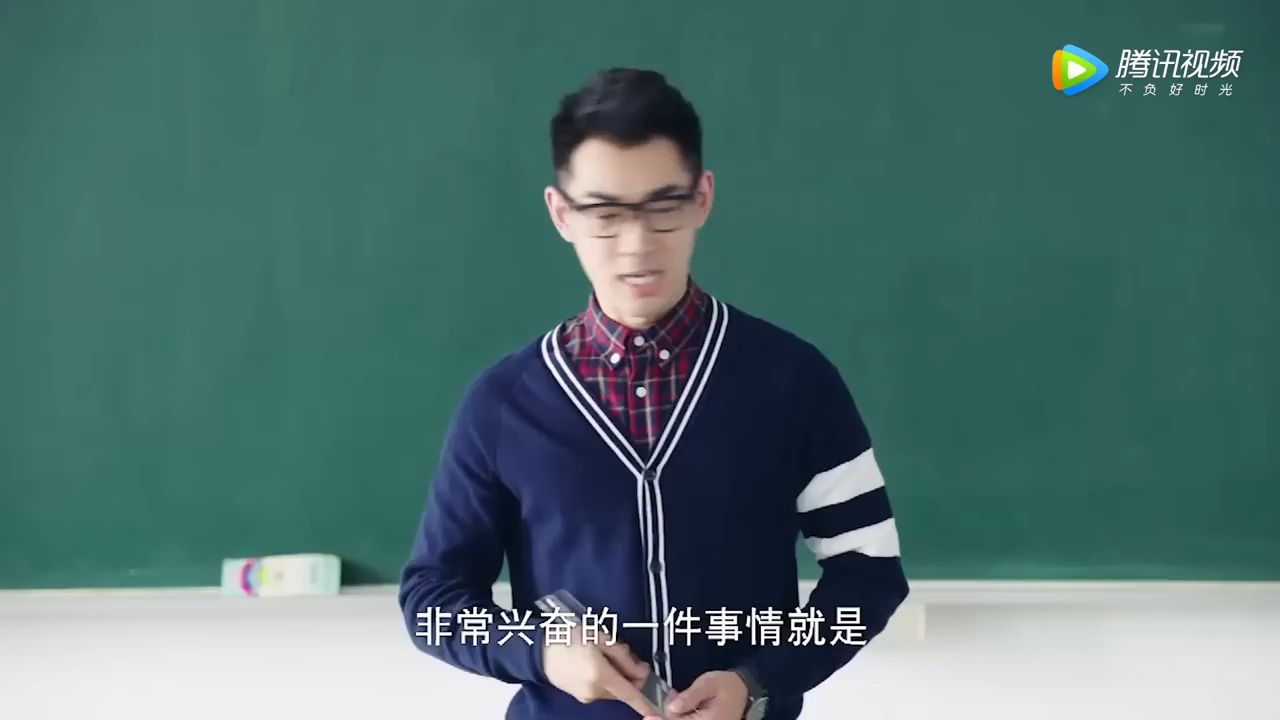 腾讯视频
不负好时光
非常兴奋的一件事情就是